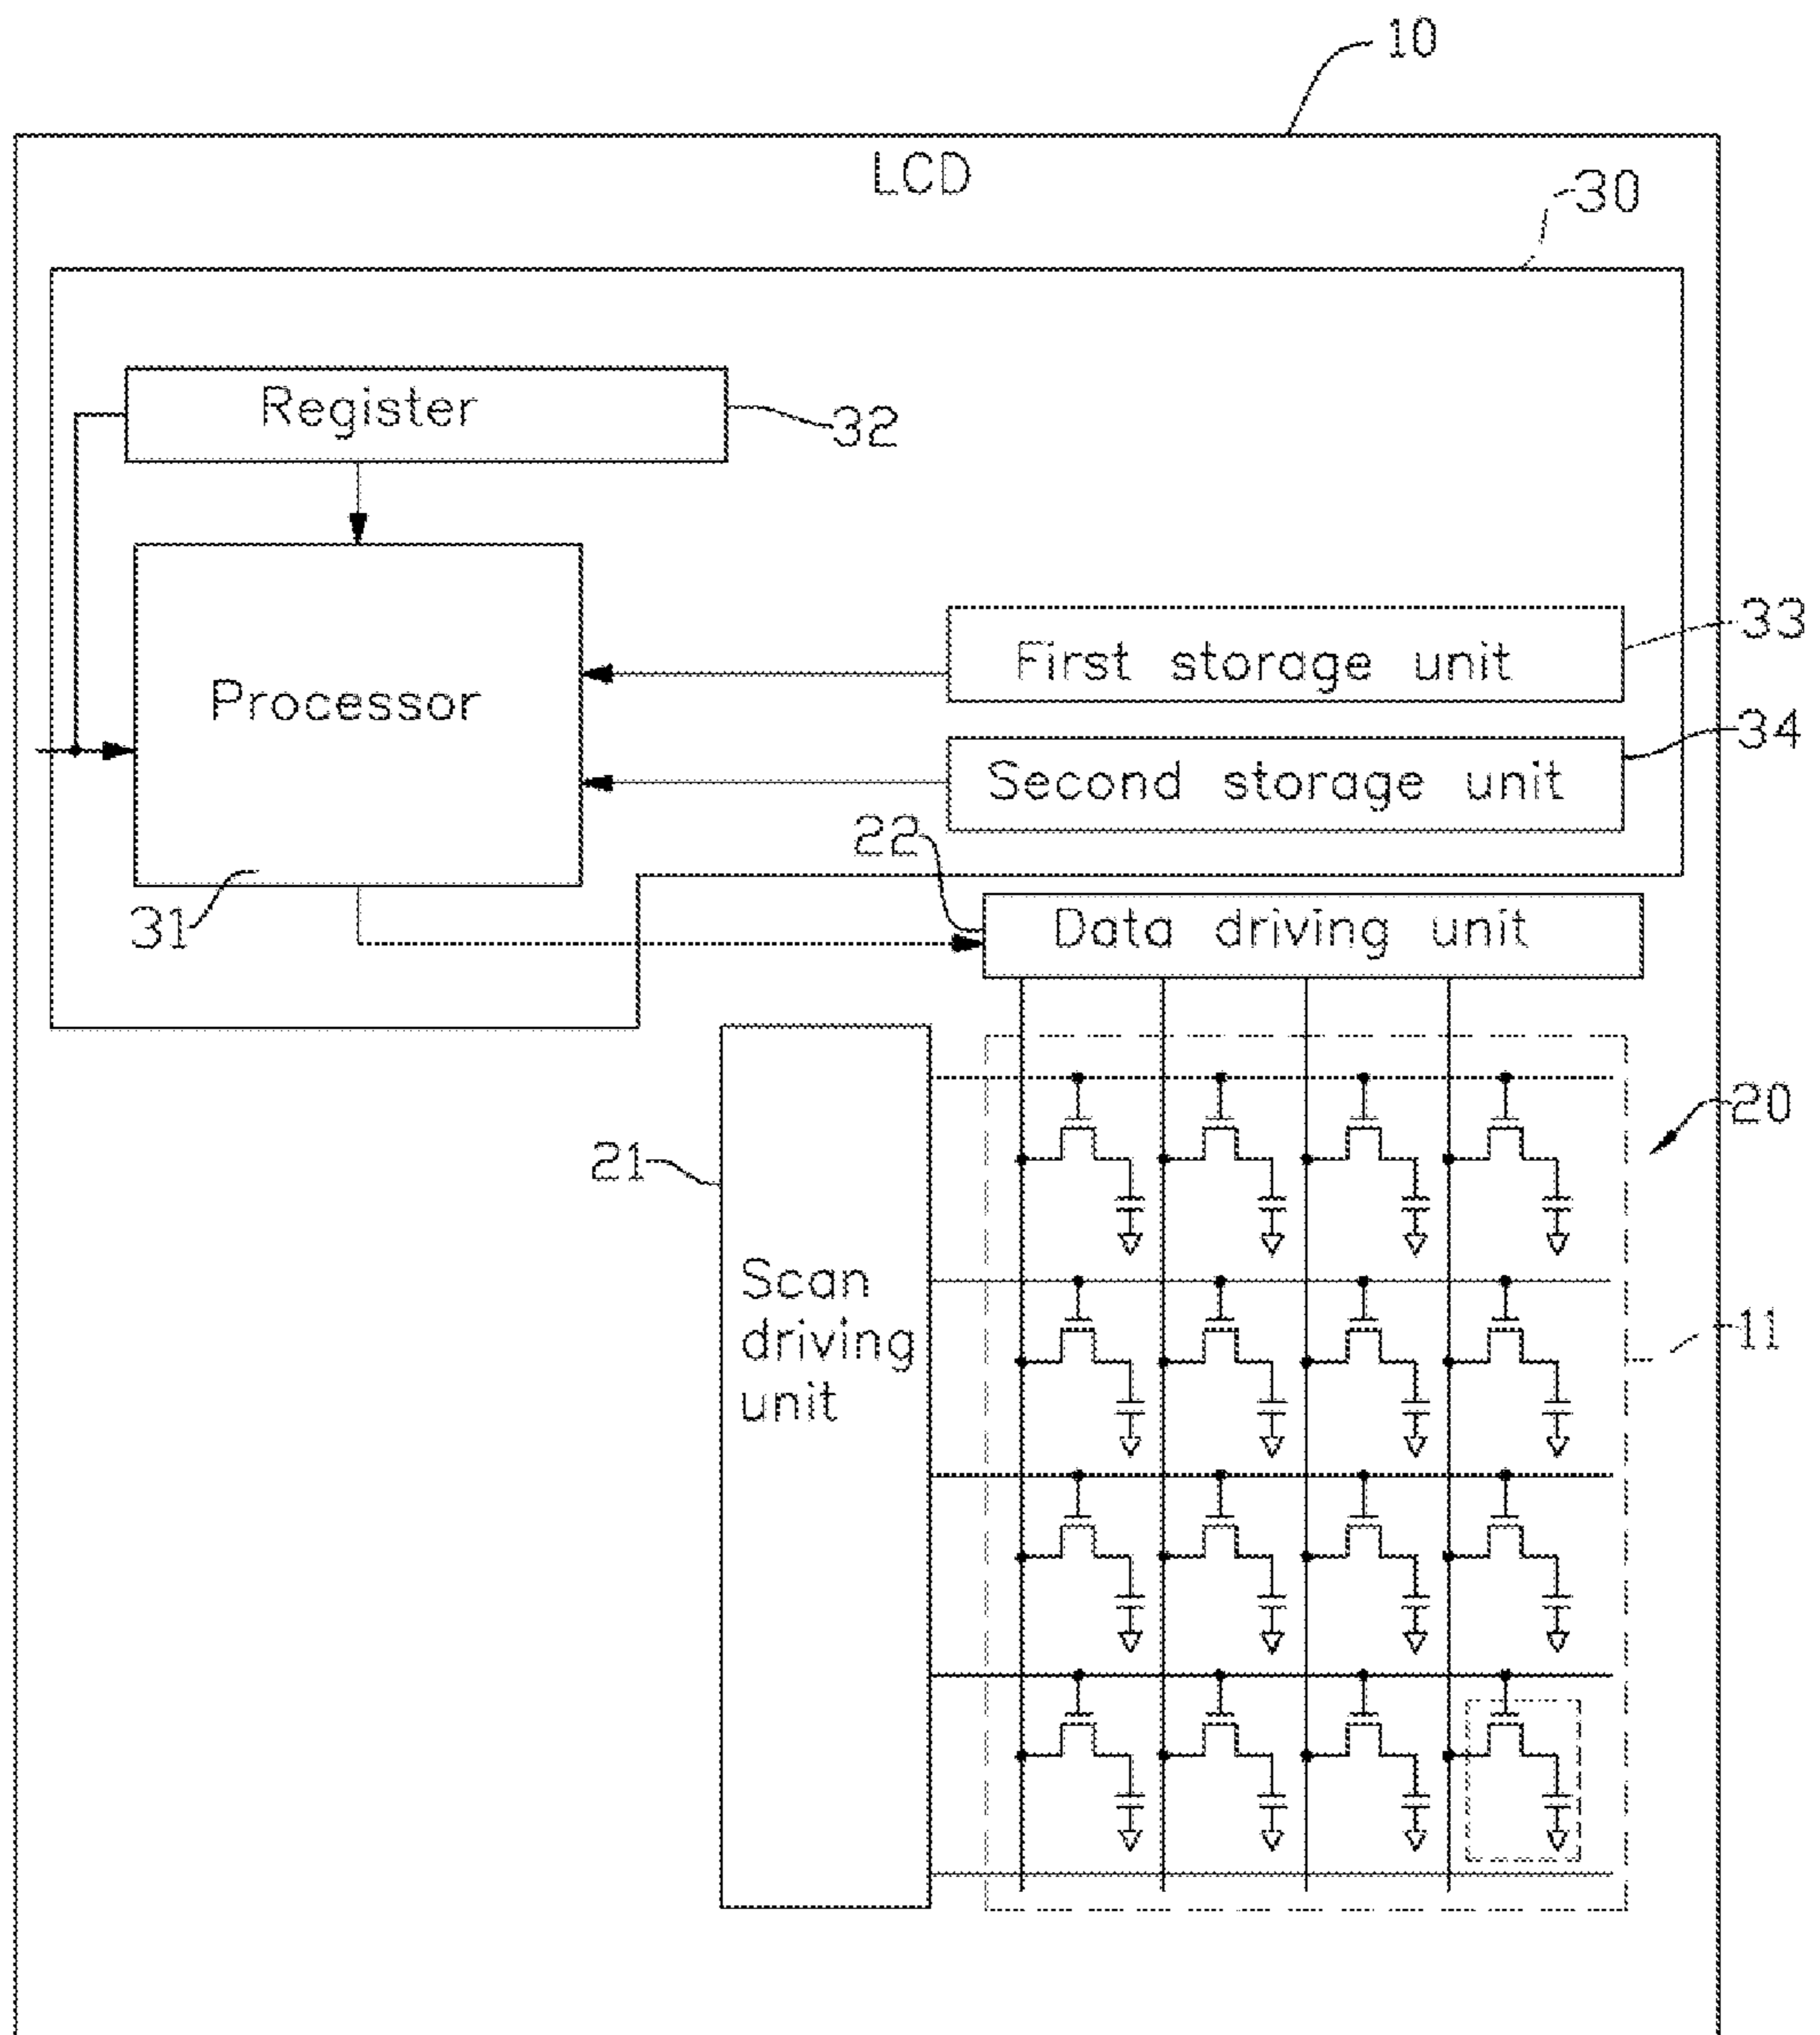 10
LCD
30
Register
32
Processor
First storage unit
33
Second storage unit
34
22
31
Data driving unit
20
21
Scan
driving
unit
11